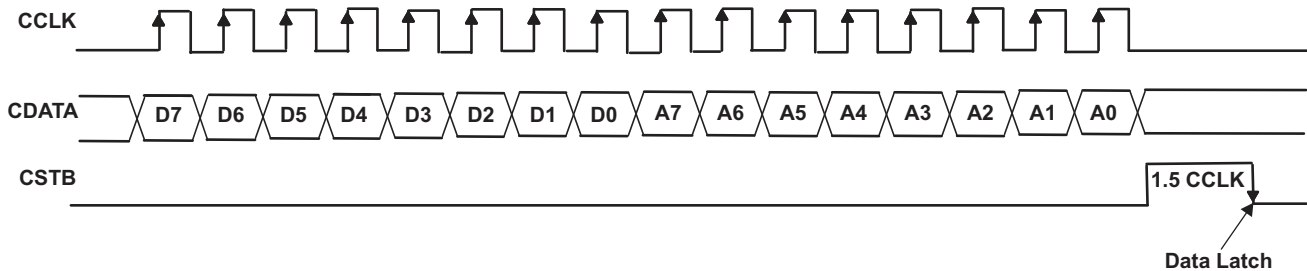 CCLK
CDATA D7 D6 D5 D4 D3 D2 D1 D0 A7 A6 A5 A4 A3 A2 A1 A0
CSTB 1.5 CCLK
Data Latch